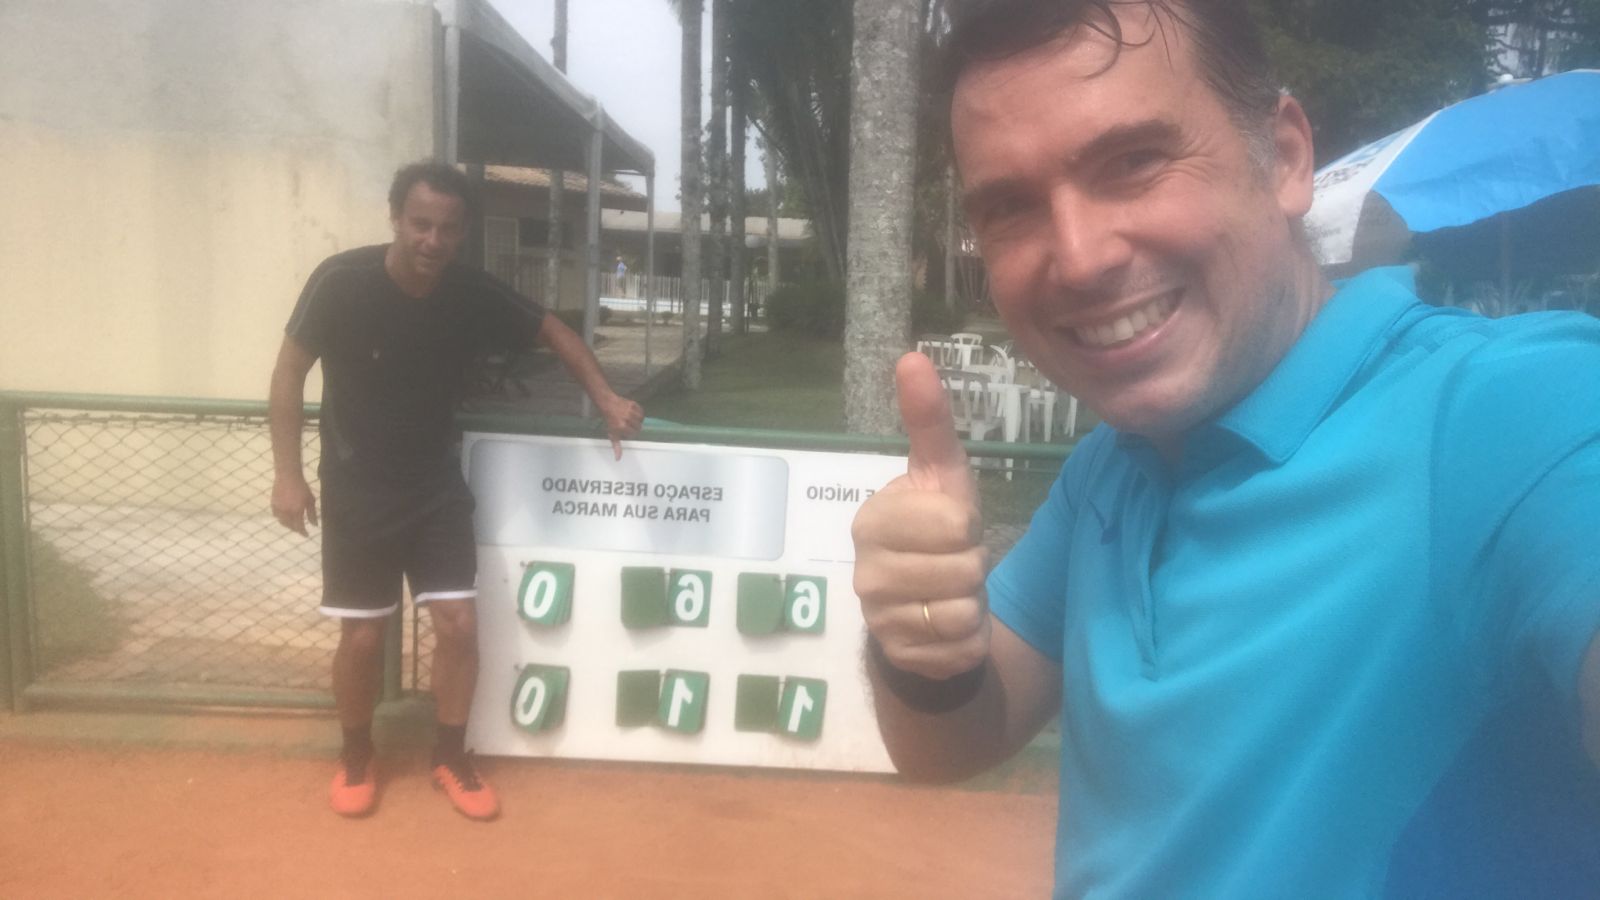 E INÍCIO
ESPAÇO RESERVADO
PARA SUA MARCA
6 6 0
1 1 0